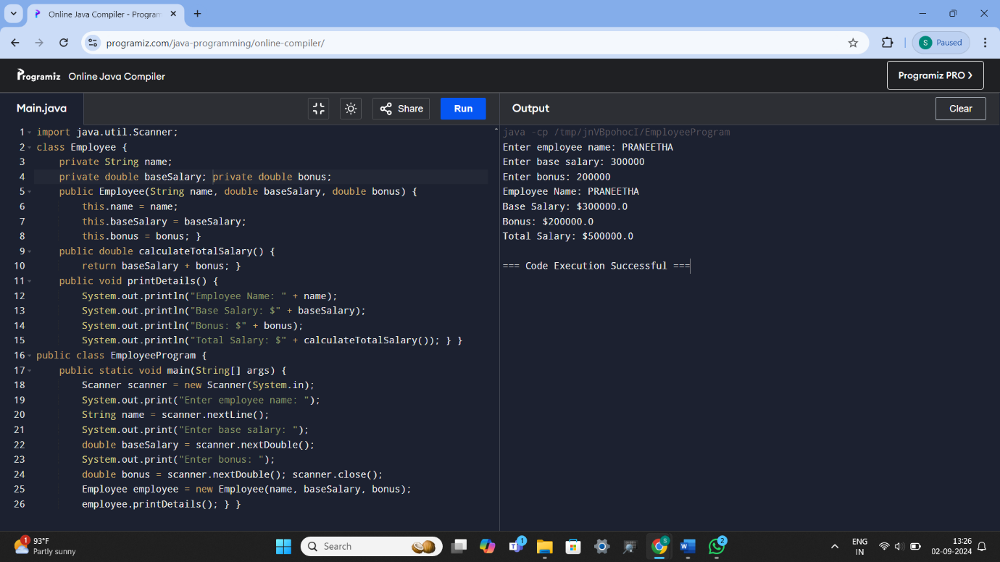 Online Java Compiler - Program
programiz.com/java-programming/online-compiler/
S Paused
Programiz Online Java Compiler
Programiz PRO
Main.java
Share
Run
Output
Clear
1 import java.util.Scanner;
2 class Employee {
3     private String name;
4     private double baseSalary; private double bonus;
5     public Employee(String name, double baseSalary, double bonus) {
6         this.name = name;
7         this.baseSalary = baseSalary;
8         this.bonus = bonus; }
9     public double calculateTotalSalary() {
10         return baseSalary + bonus; }
11     public void printDetails() {
12         System.out.println("Employee Name: " + name);
13         System.out.println("Base Salary: $" + baseSalary);
14         System.out.println("Bonus: $" + bonus);
15         System.out.println("Total Salary: $" + calculateTotalSalary()); } }
16 public class EmployeeProgram {
17     public static void main(String[] args) {
18         Scanner scanner = new Scanner(System.in);
19         System.out.print("Enter employee name: ");
20         String name = scanner.nextLine();
21         System.out.print("Enter base salary: ");
22         double baseSalary = scanner.nextDouble();
23         System.out.print("Enter bonus: ");
24         double bonus = scanner.nextDouble(); scanner.close();
25         Employee employee = new Employee(name, baseSalary, bonus);
26         employee.printDetails(); } }
java -cp /tmp/jnVBpohocI/EmployeeProgram
Enter employee name: PRANEETHA
Enter base salary: 300000
Enter bonus: 200000
Employee Name: PRANEETHA
Base Salary: $300000.0
Bonus: $200000.0
Total Salary: $500000.0
=== Code Execution Successful ===
1
93°F
Partly sunny
Search
1
S
W
2
ENG
IN
13:26
02-09-2024